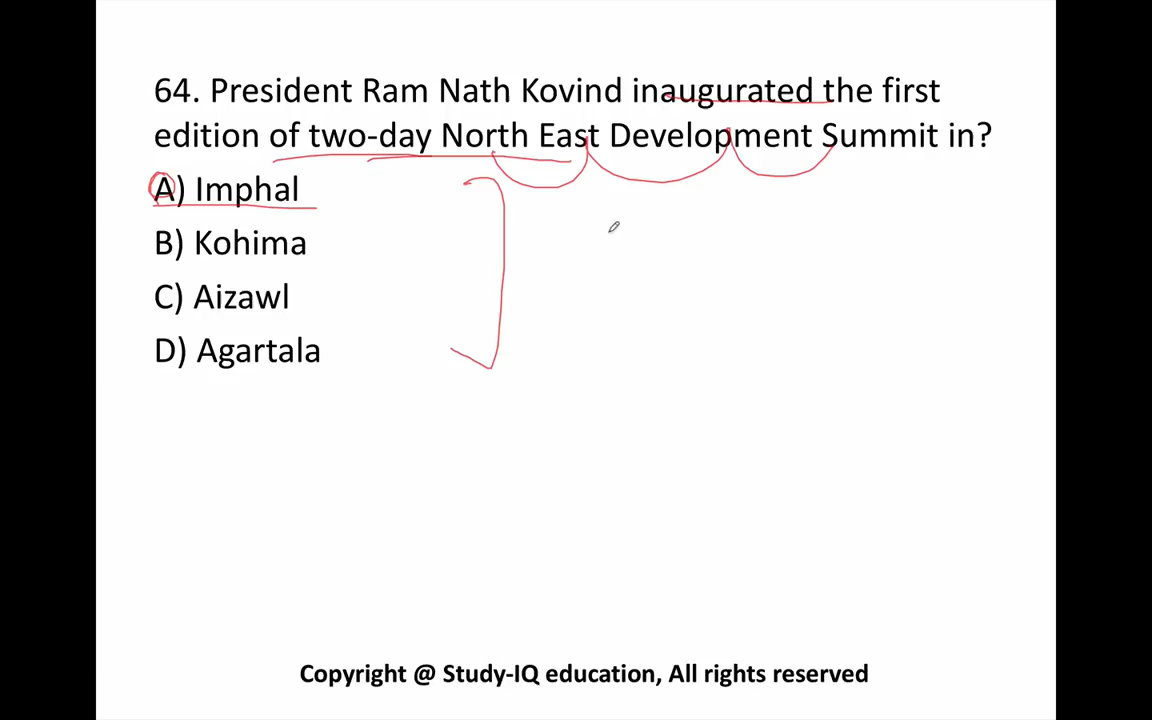 64. President Ram Nath Kovind inaugurated the first
edition of two-day North East Development Summit in?
A) Imphal
B) Kohima
C) Aizawl
D) Agartala
Copyright @ Study-IQ education, All rights reserved